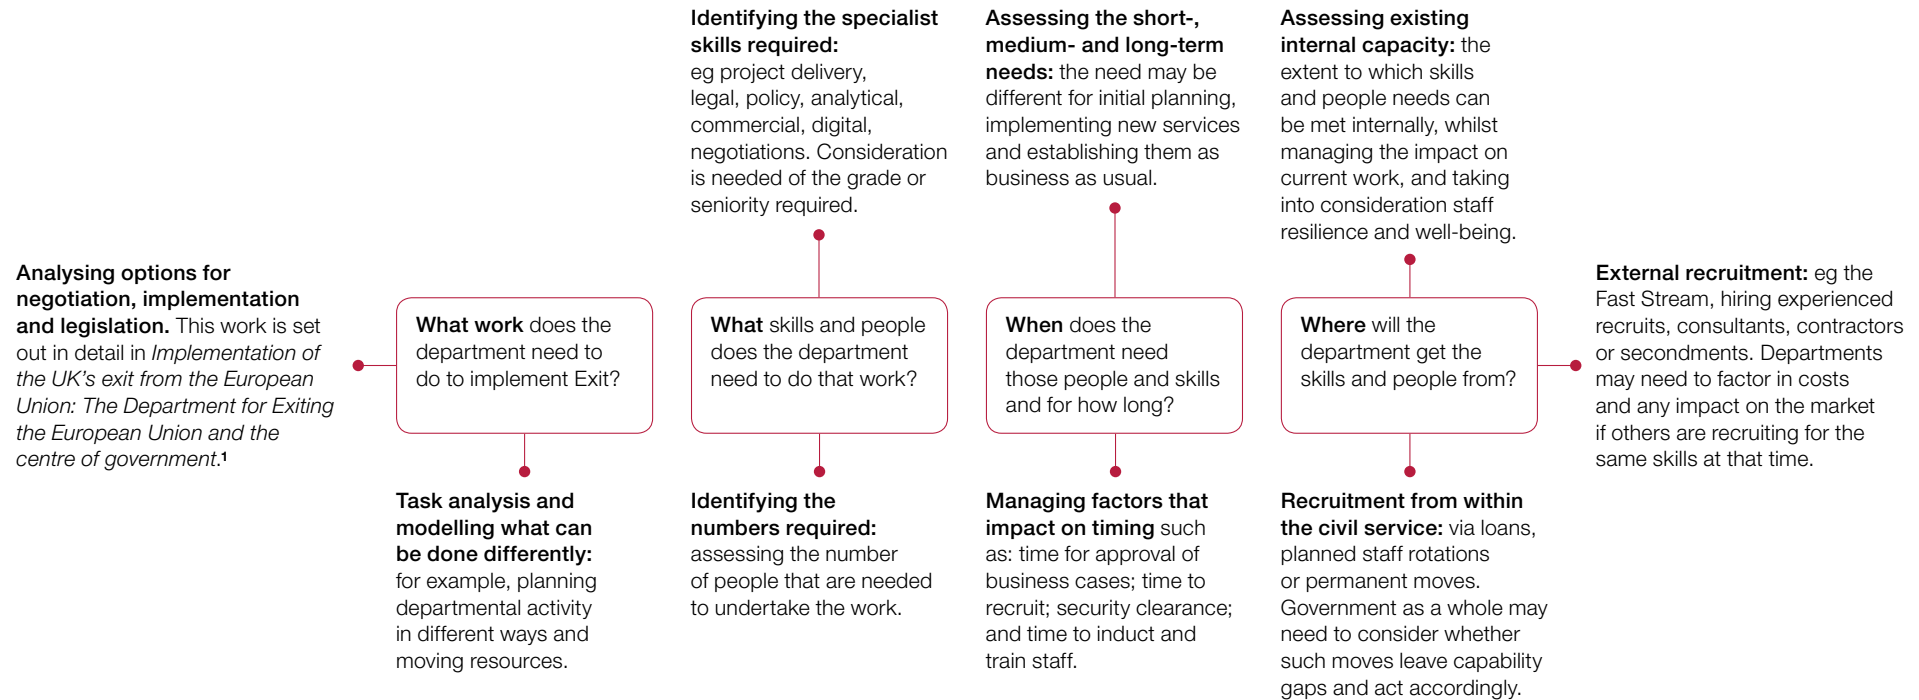 Identifying the specialist
skills required:
eg project delivery,
legal, policy, analytical,
commercial, digital,
negotiations. Consideration
is needed of the grade or
seniority required.
Assessing the short-,
medium- and long-term
needs: the need may be
different for initial planning,
implementing new services
and establishing them as
business as usual.
Assessing existing
internal capacity: the
extent to which skills
and people needs can
be met internally, whilst
managing the impact on
current work, and taking
into consideration staff
resilience and well-being.
Analysing options for
negotiation, implementation
and legislation. This work is set
out in detail in Implementation of
the UK's exit from the European
Union: The Department for Exiting
the European Union and the
centre of government.¹
What work does the
department need to
do to implement Exit?
What skills and people
does the department
need to do that work?
When does the
department need
those people and skills
and for how long?
Where will the
department get the
skills and people from?
External recruitment: eg the
Fast Stream, hiring experienced
recruits, consultants, contractors
or secondments. Departments
may need to factor in costs
and any impact on the market
if others are recruiting for the
same skills at that time.
Task analysis and
modelling what can
be done differently:
for example, planning
departmental activity
in different ways and
moving resources.
Identifying the
numbers required:
assessing the number
of people that are needed
to undertake the work.
Managing factors that
impact on timing such
as: time for approval of
business cases; time to
recruit; security clearance;
and time to induct and
train staff.
Recruitment from within
the civil service: via loans,
planned staff rotations
or permanent moves.
Government as a whole may
need to consider whether
such moves leave capability
gaps and act accordingly.